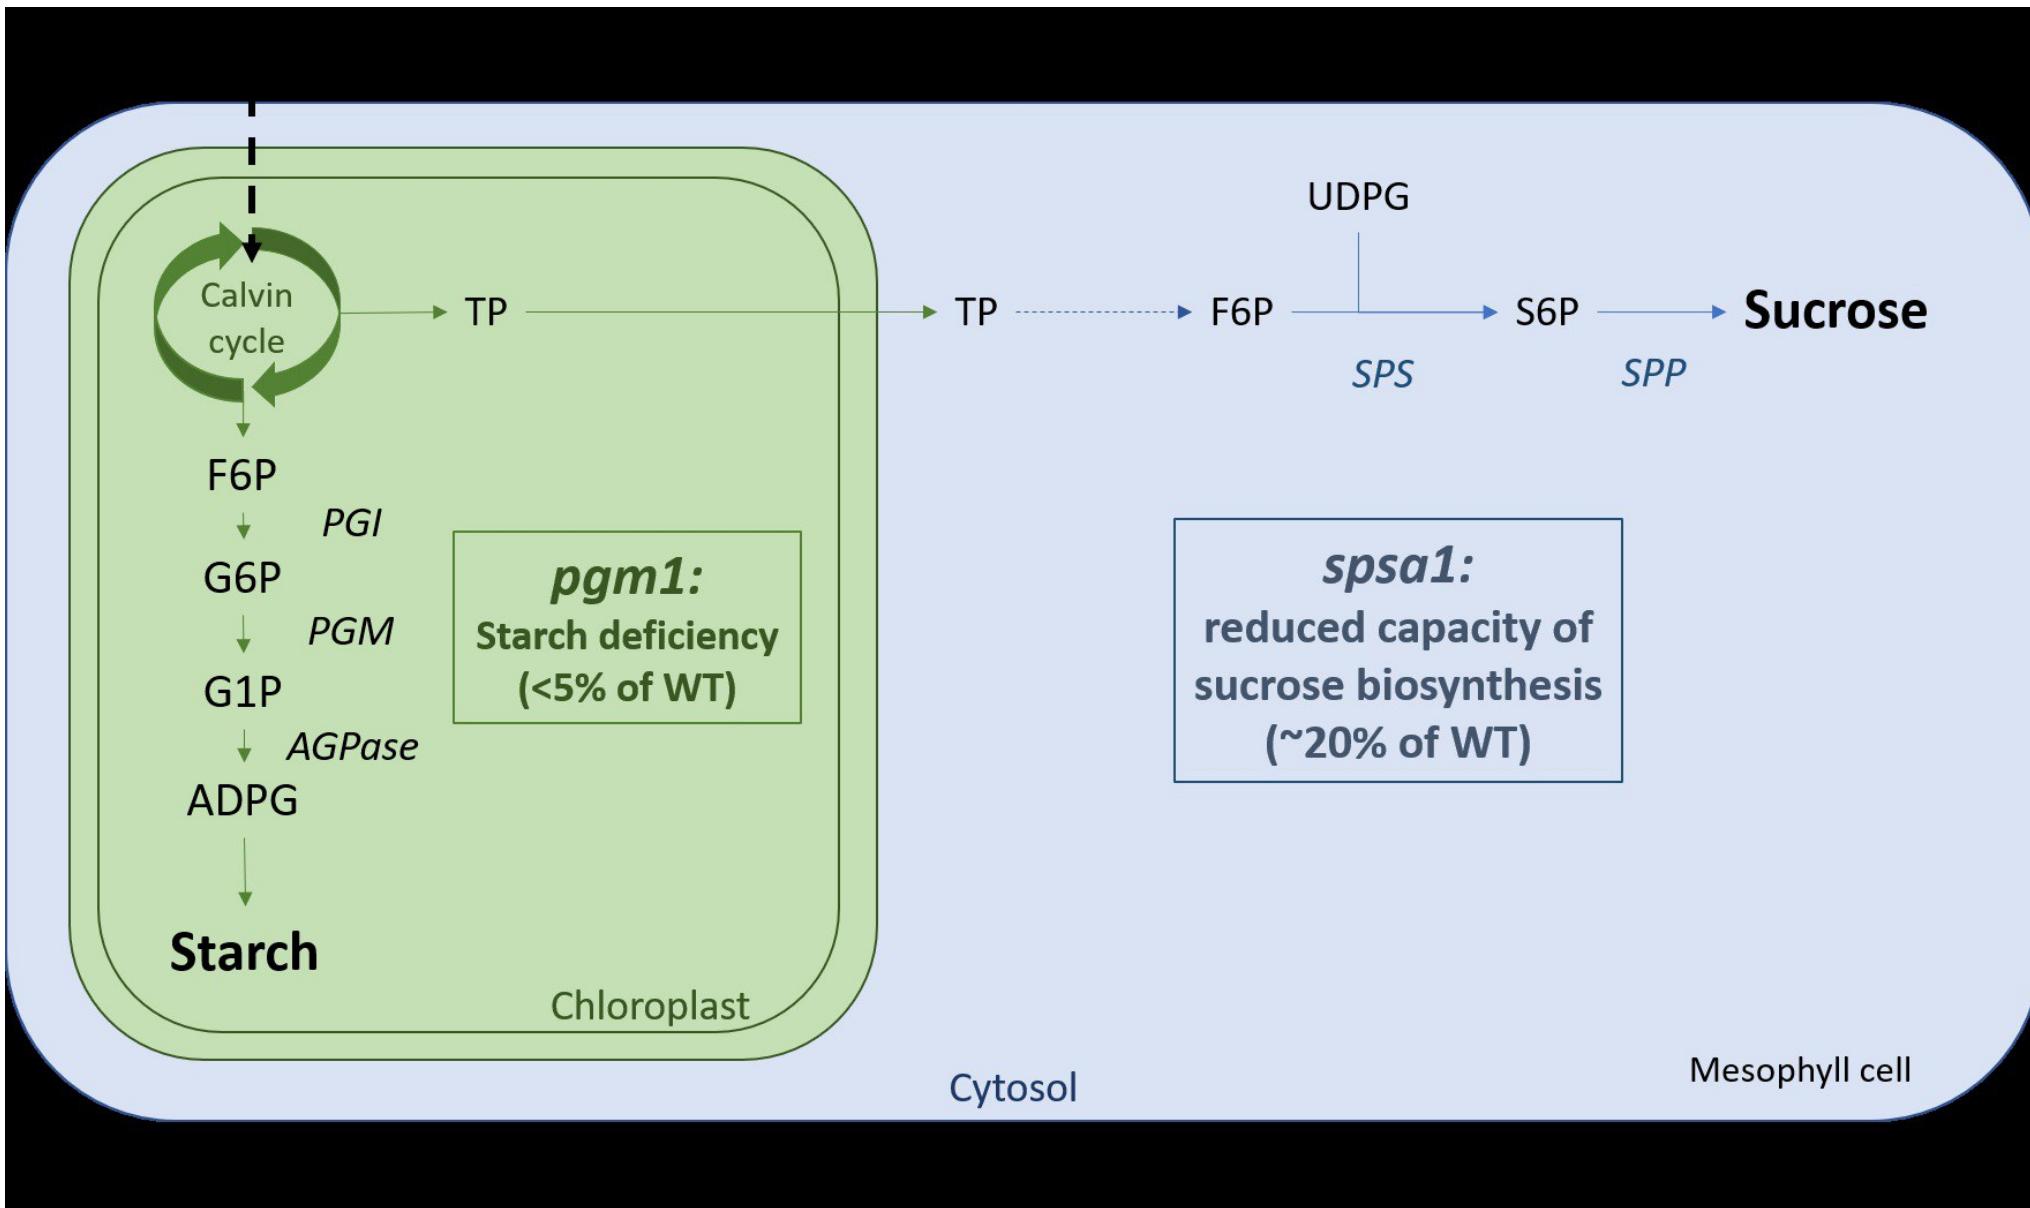 UDPG
Calvin
cycle
TP
TP
F6P
S6P
Sucrose
SPS
SPP
F6P
PGI
G6P
PGM
G1P
AGPase
ADPG
Starch
pgm1:
Starch deficiency
(<5% of WT)
spsa1:
reduced capacity of
sucrose biosynthesis
(~20% of WT)
Chloroplast
Cytosol
Mesophyll cell